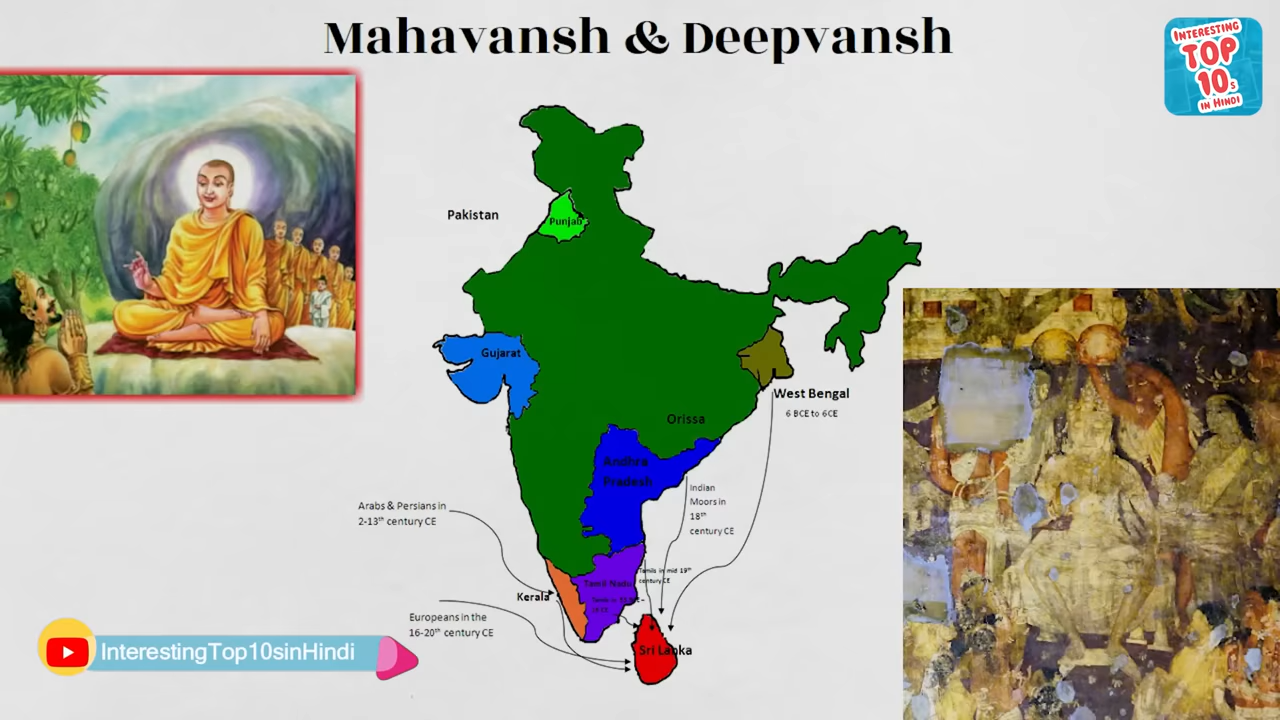 Mahavansh & Deepvansh
INTERESTING
TOP
10s
IN HINDI
Pakistan
Punjab
Gujarat
West Bengal
6 BCE to 6CE
Orissa
Andhra
Pradesh
Indian
Moors in
18th
century CE
Arabs & Persians in
2-13th century CE
Tamils in mid 19th
century CE
Tamil Nadu
Kerala
Europeans in the
16-20th century CE
Sri Lanka
InterestingTop10sinHindi